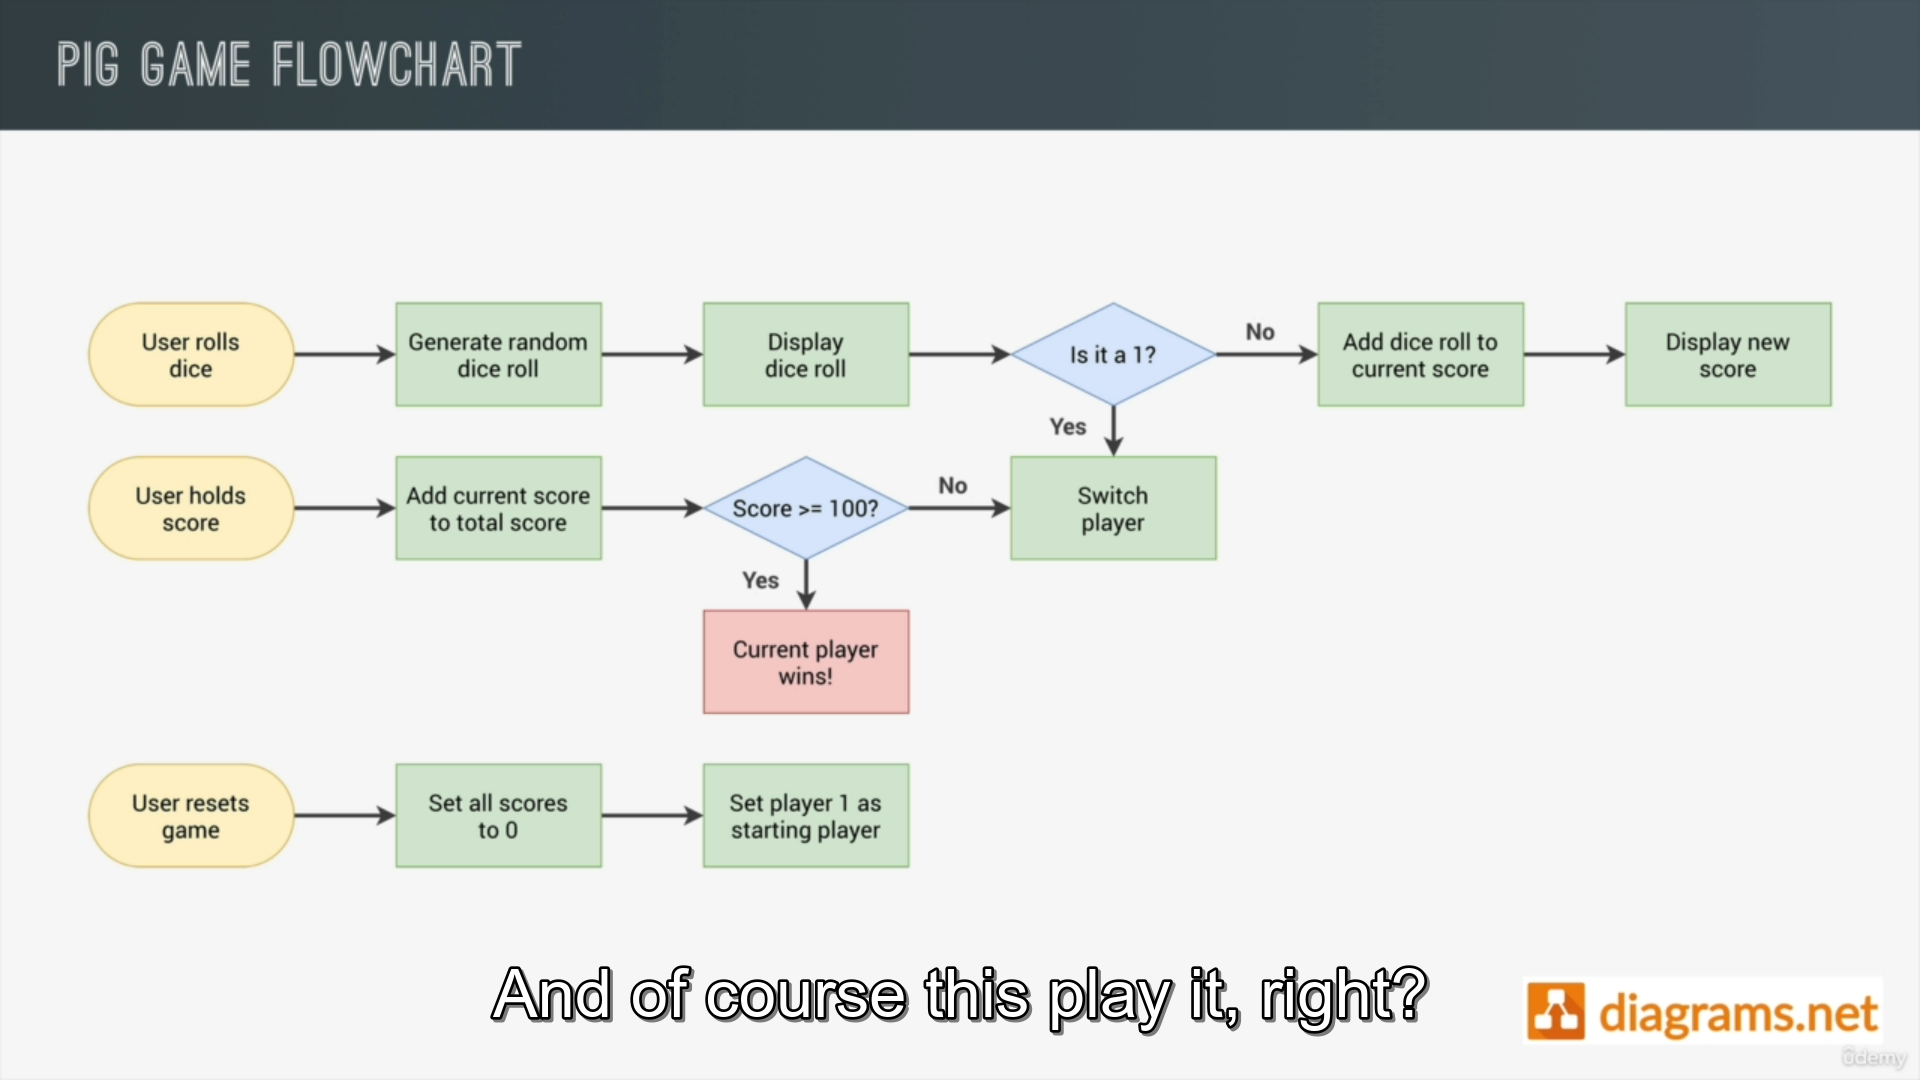 PIG GAME FLOWCHART
User rolls
dice
Generate random
dice roll
Display
dice roll
Is it a 1?
No
Add dice roll to
current score
Display new
score
Yes
User holds
score
Add current score
to total score
Score >= 100?
No
Switch
player
Yes
Current player
wins!
User resets
game
Set all scores
to 0
Set player 1 as
starting player
And of course this play it, right?
diagrams.net
ûdemy